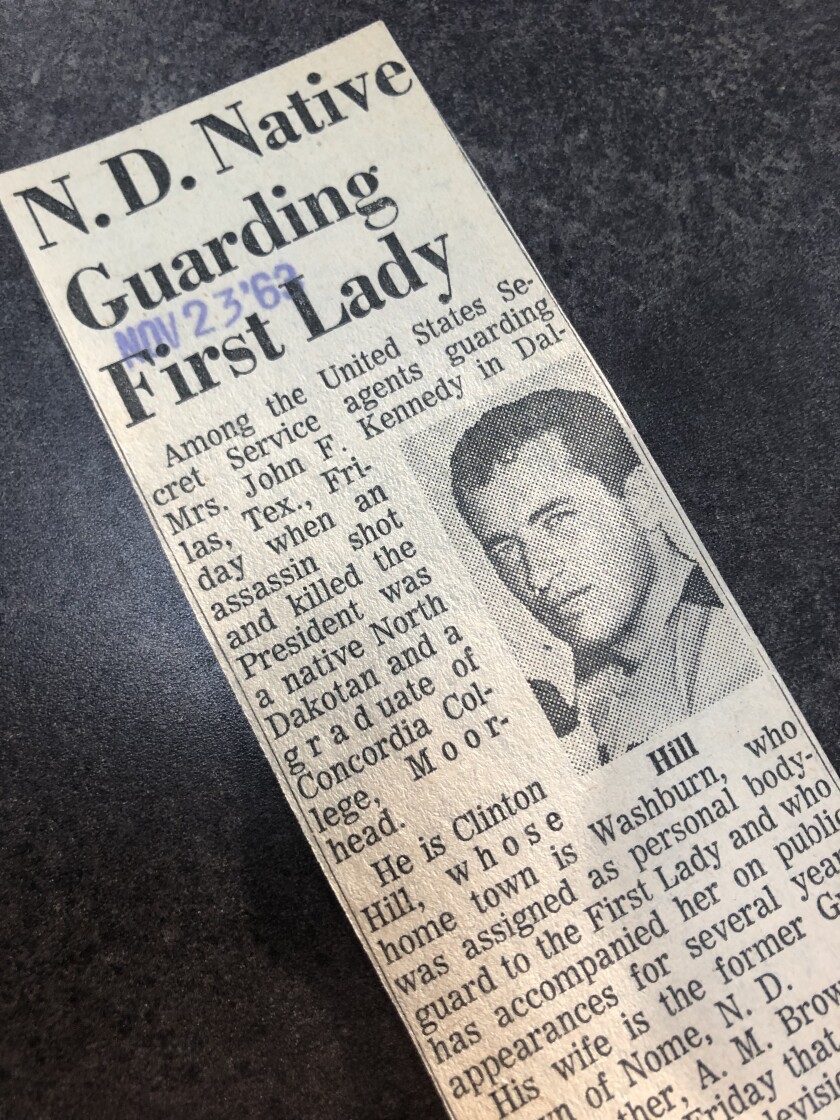 N.D. Native
Guarding
First Lady
NOV 23 '63
Among the United States Se-
cret Service agents guarding
Mrs. John F. Kennedy in Dal-
las, Tex., Fri-
day when an
assassin shot
and killed the
President was
a native North
Dakotan and a
graduate of
Concordia Col-
lege, Moor-
head.
Hill
He is Clinton
Hill, whose
home town is Washburn, who
was assigned as personal body-
guard to the First Lady and who
has accompanied her on public
appearances for several
His wife is the former
of Nome, N. D.
A. M.
Friday that